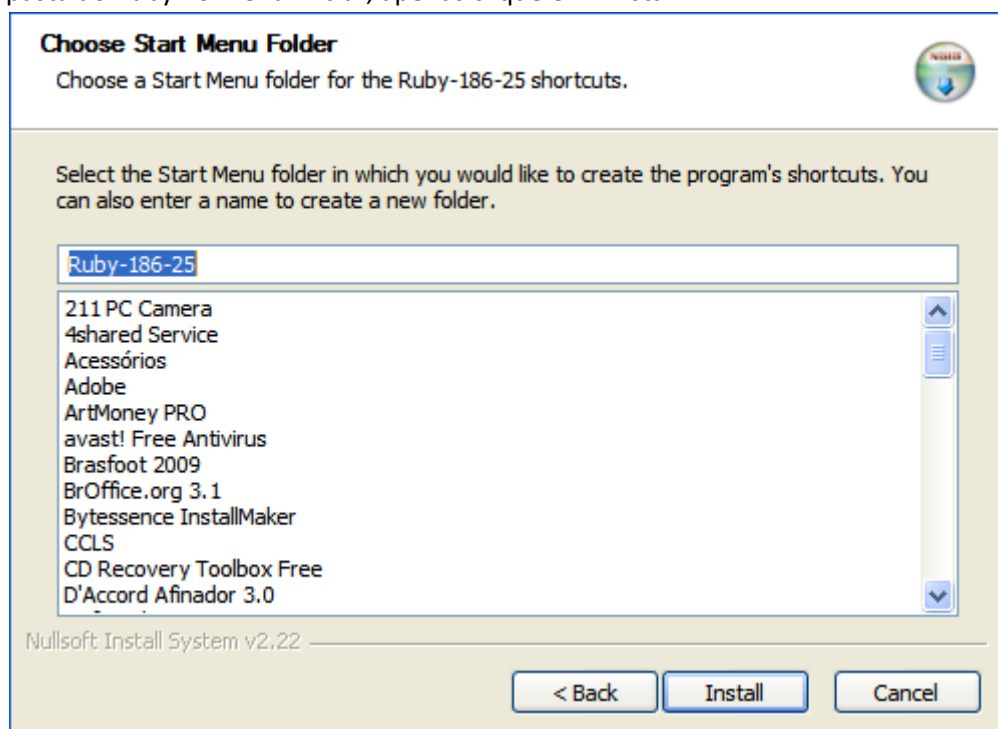 Choose Start Menu Folder
Choose a Start Menu folder for the Ruby-186-25 shortcuts.
Select the Start Menu folder in which you would like to create the program's shortcuts. You
can also enter a name to create a new folder.
Ruby-186-25
211 PC Camera
4shared Service
Acessórios
Adobe
ArtMoney PRO
avast! Free Antivirus
Brasfoot 2009
BrOffice.org 3.1
Bytessence InstallMaker
CCLS
CD Recovery Toolbox Free
D'Accord Afinador 3.0
Nullsoft Install System v2.22
< Back
Install
Cancel